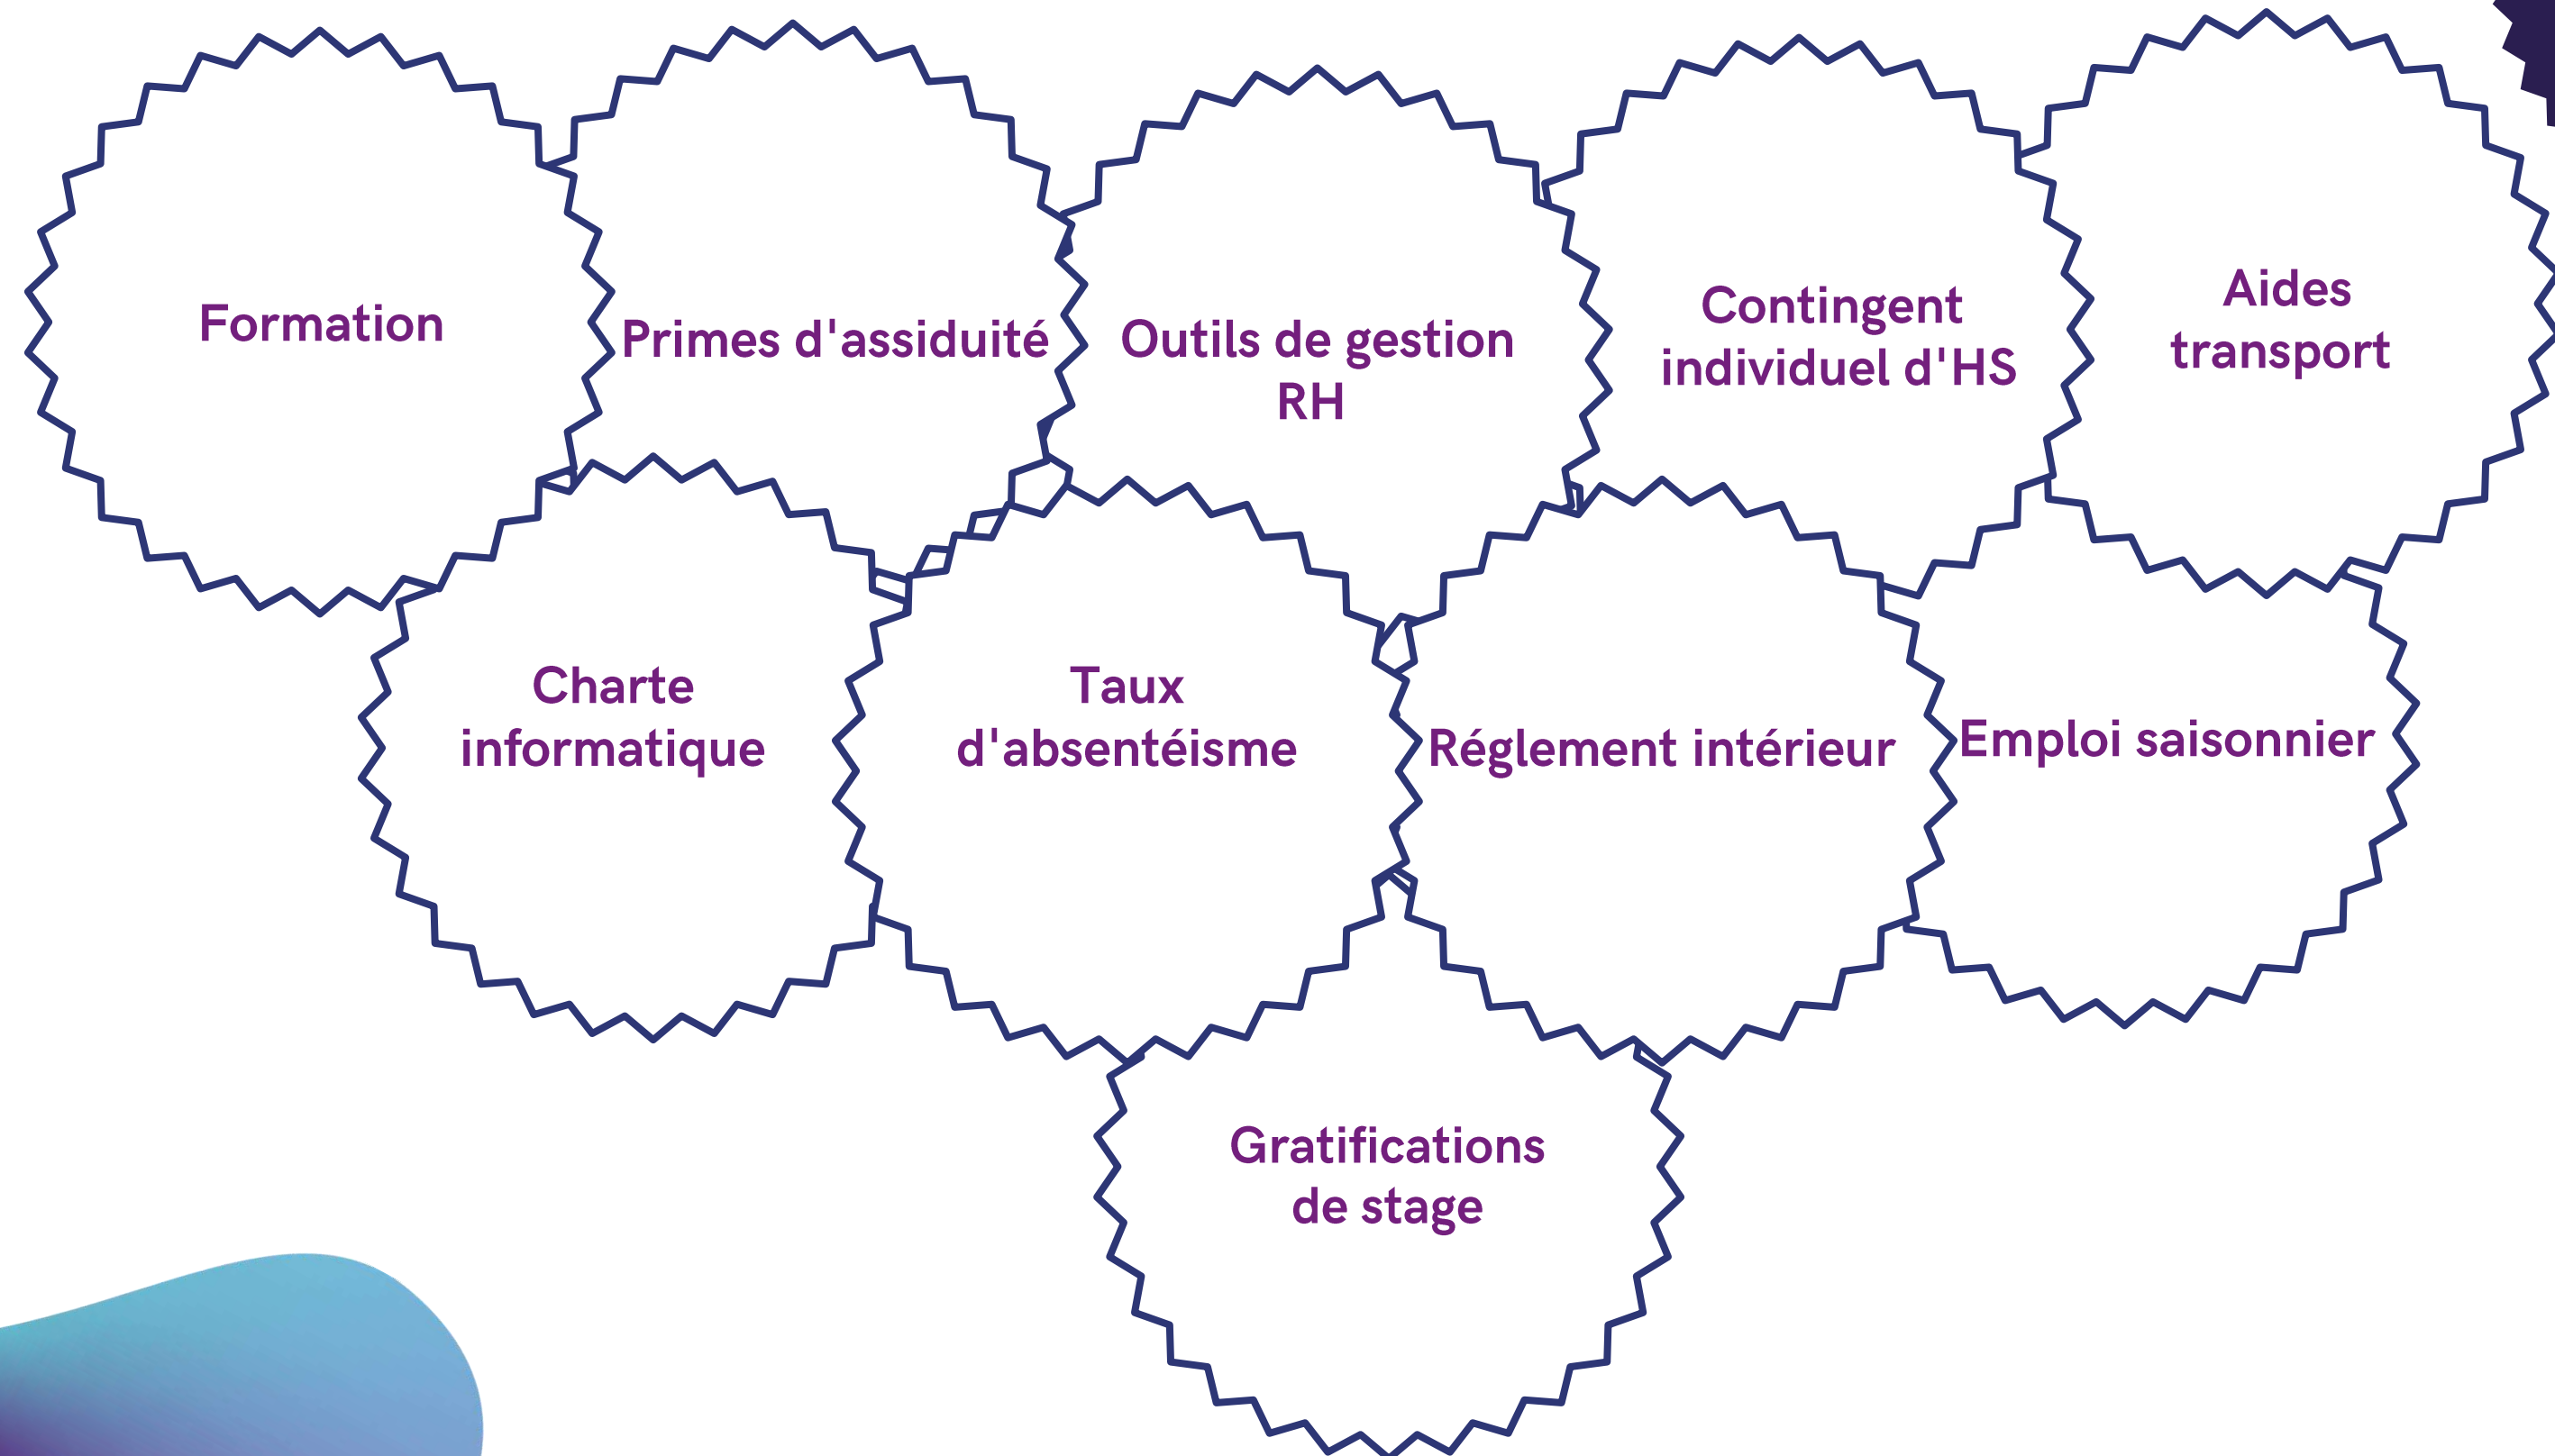 Formation
Primes d'assiduité
Outils de gestion
RH
Contingent
individuel d'HS
Aides
transport
Charte
informatique
Taux
d'absentéisme
Réglement intérieur
Emploi saisonnier
Gratifications
de stage